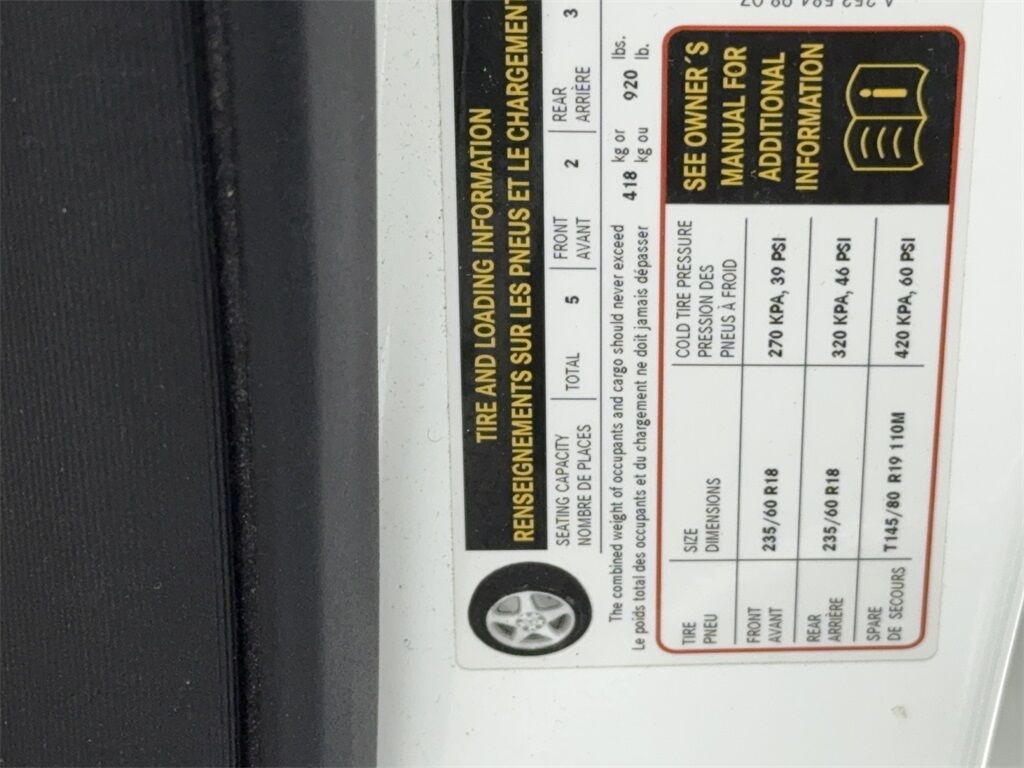 TIRE AND LOADING INFORMATION
RENSEIGNEMENTS SUR LES PNEUS ET LE CHARGEMENT
SEATING CAPACITY TOTAL 5 FRONT 2 REAR 3
NOMBRE DE PLACES AVANT ARRIÈRE
The combined weight of occupants and cargo should never exceed 418 kg or 920 lbs.
Le poids total des occupants et du chargement ne doit jamais dépasser kg ou lb.
TIRE SIZE COLD TIRE PRESSURE
PNEU DIMENSIONS PRESSION DES
PNEUS À FROID
FRONT 235/60 R18 270 KPA, 39 PSI
AVANT
REAR 235/60 R18 320 KPA, 46 PSI
ARRIÈRE
SPARE T145/80 R19 110M 420 KPA, 60 PSI
DE SECOURS
SEE OWNER'S
MANUAL FOR
ADDITIONAL
INFORMATION